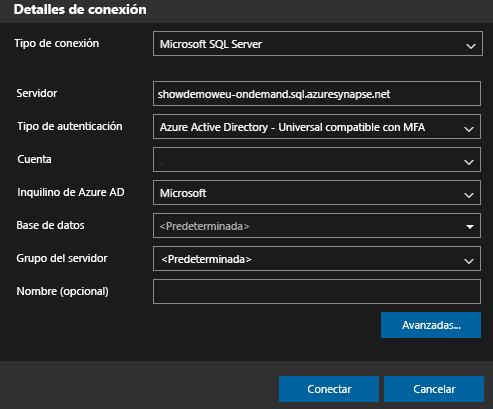 Detalles de conexión
Tipo de conexión Microsoft SQL Server
Servidor showdemoweu-ondemand.sql.azuresynapse.net
Tipo de autenticación Azure Active Directory - Universal compatible con MFA
Cuenta
Inquilino de Azure AD Microsoft
Base de datos <Predeterminada>
Grupo del servidor <Predeterminada>
Nombre (opcional)
Avanzadas...
Conectar Cancelar